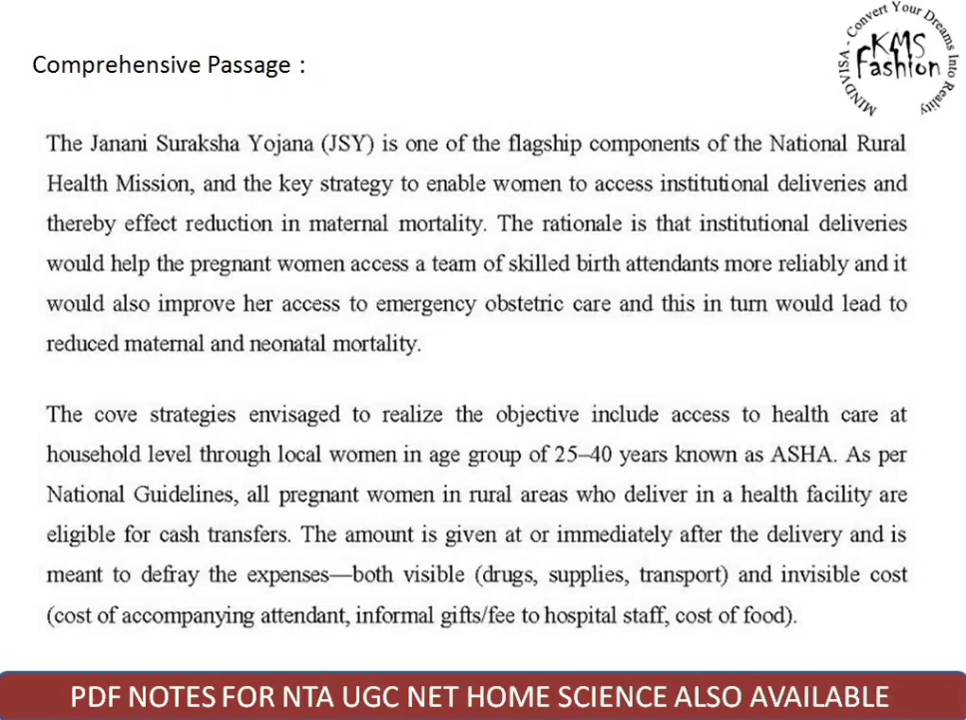 MINDVISA - Convert Your Dreams Into Reality
KMS
Fashion
Comprehensive Passage :
The Janani Suraksha Yojana (JSY) is one of the flagship components of the National Rural
Health Mission, and the key strategy to enable women to access institutional deliveries and
thereby effect reduction in maternal mortality. The rationale is that institutional deliveries
would help the pregnant women access a team of skilled birth attendants more reliably and it
would also improve her access to emergency obstetric care and this in turn would lead to
reduced maternal and neonatal mortality.
The cove strategies envisaged to realize the objective include access to health care at
household level through local women in age group of 25–40 years known as ASHA. As per
National Guidelines, all pregnant women in rural areas who deliver in a health facility are
eligible for cash transfers. The amount is given at or immediately after the delivery and is
meant to defray the expenses—both visible (drugs, supplies, transport) and invisible cost
(cost of accompanying attendant, informal gifts/fee to hospital staff, cost of food).
PDF NOTES FOR NTA UGC NET HOME SCIENCE ALSO AVAILABLE